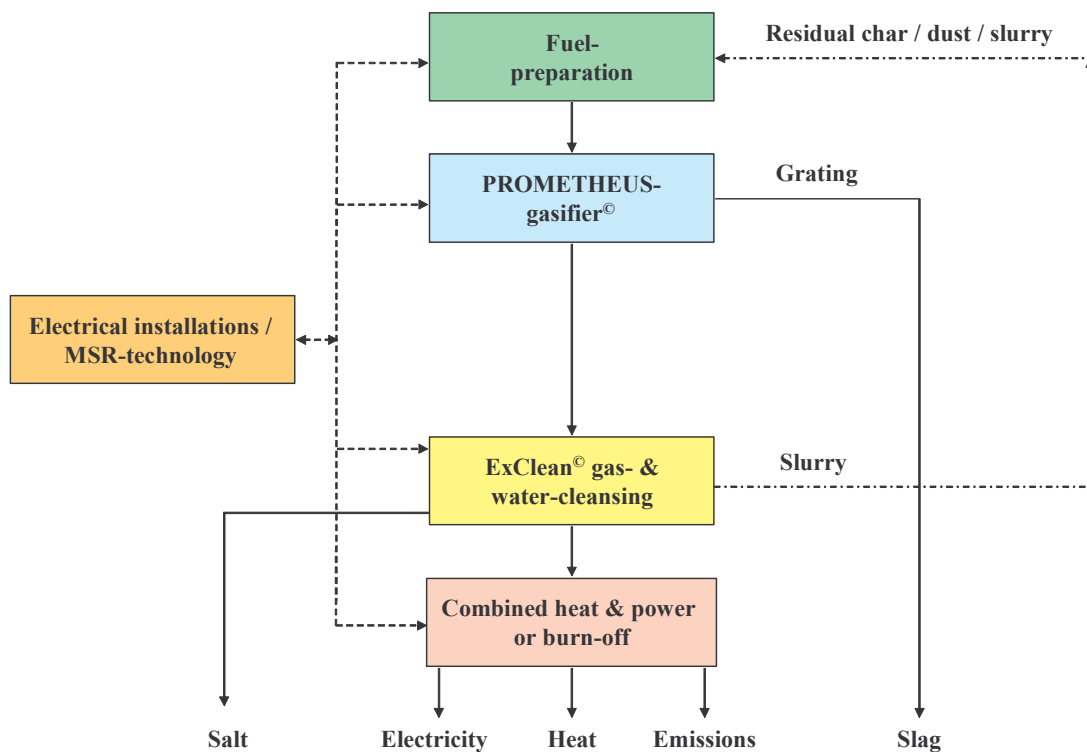 Fuel-
preparation
Residual char / dust / slurry
PROMETHEUS-
gasifier©
Grating
Electrical installations /
MSR-technology
ExClean© gas- &
water-cleansing
Slurry
Combined heat & power
or burn-off
Salt
Electricity
Heat
Emissions
Slag